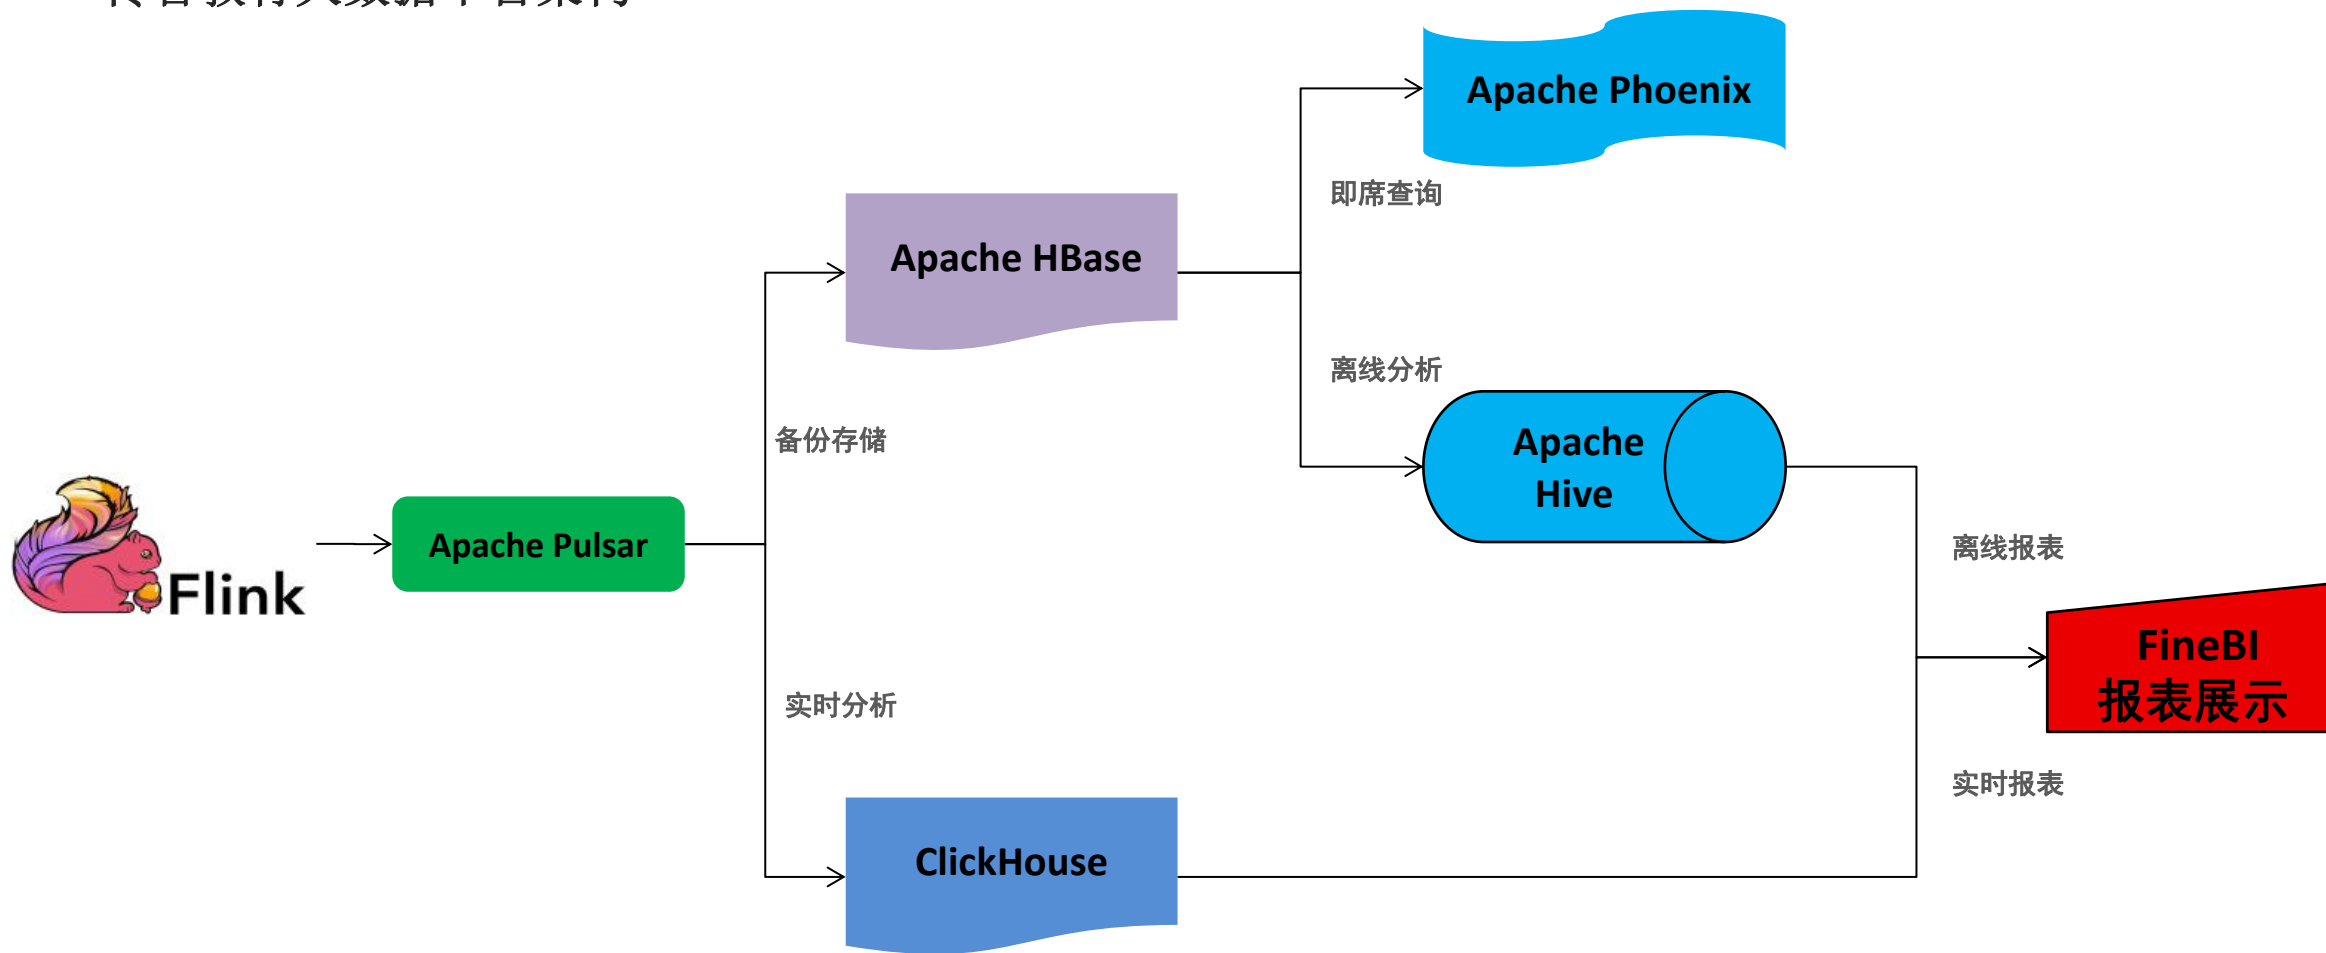 Apache Phoenix
即席查询
Apache HBase
离线分析
备份存储
Apache
Hive
Apache Pulsar
Flink
离线报表
FineBI
报表展示
实时分析
实时报表
ClickHouse